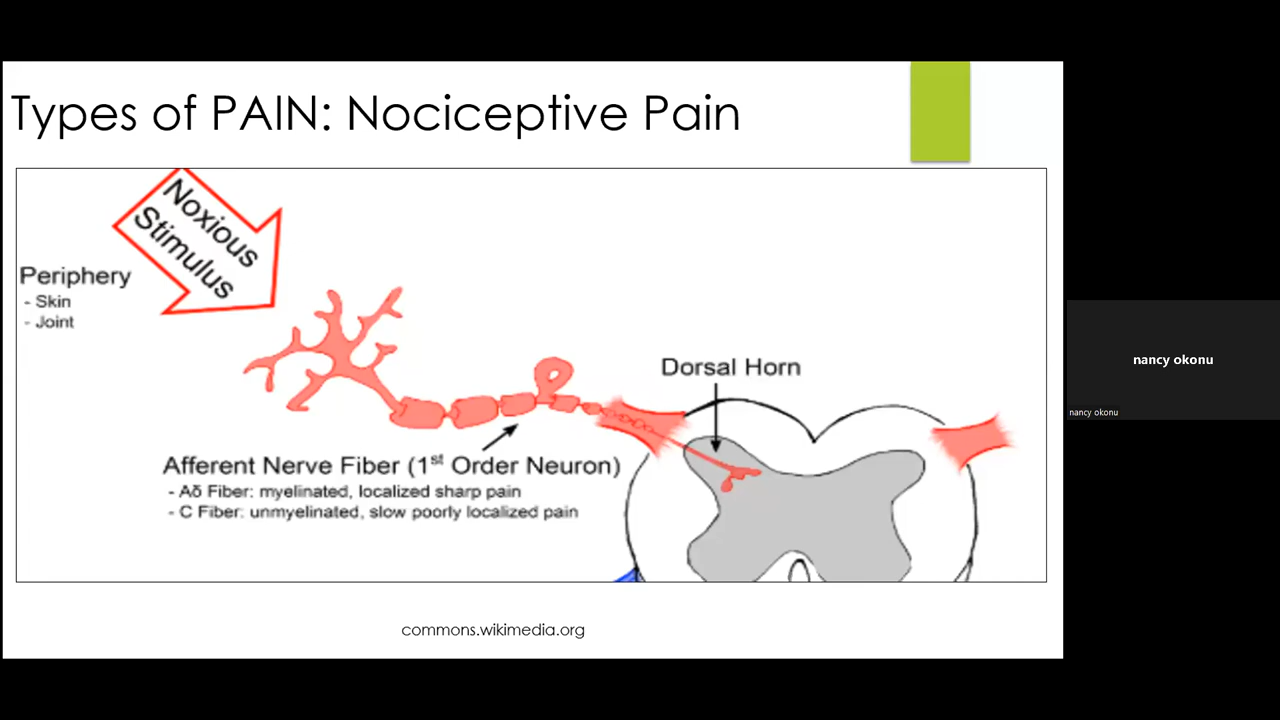 Types of PAIN: Nociceptive Pain
Noxious
Stimulus
Periphery
- Skin
- Joint
Dorsal Horn
Afferent Nerve Fiber (1st Order Neuron)
- Aδ Fiber: myelinated, localized sharp pain
- C Fiber: unmyelinated, slow poorly localized pain
commons.wikimedia.org
nancy okonu
nancy okonu